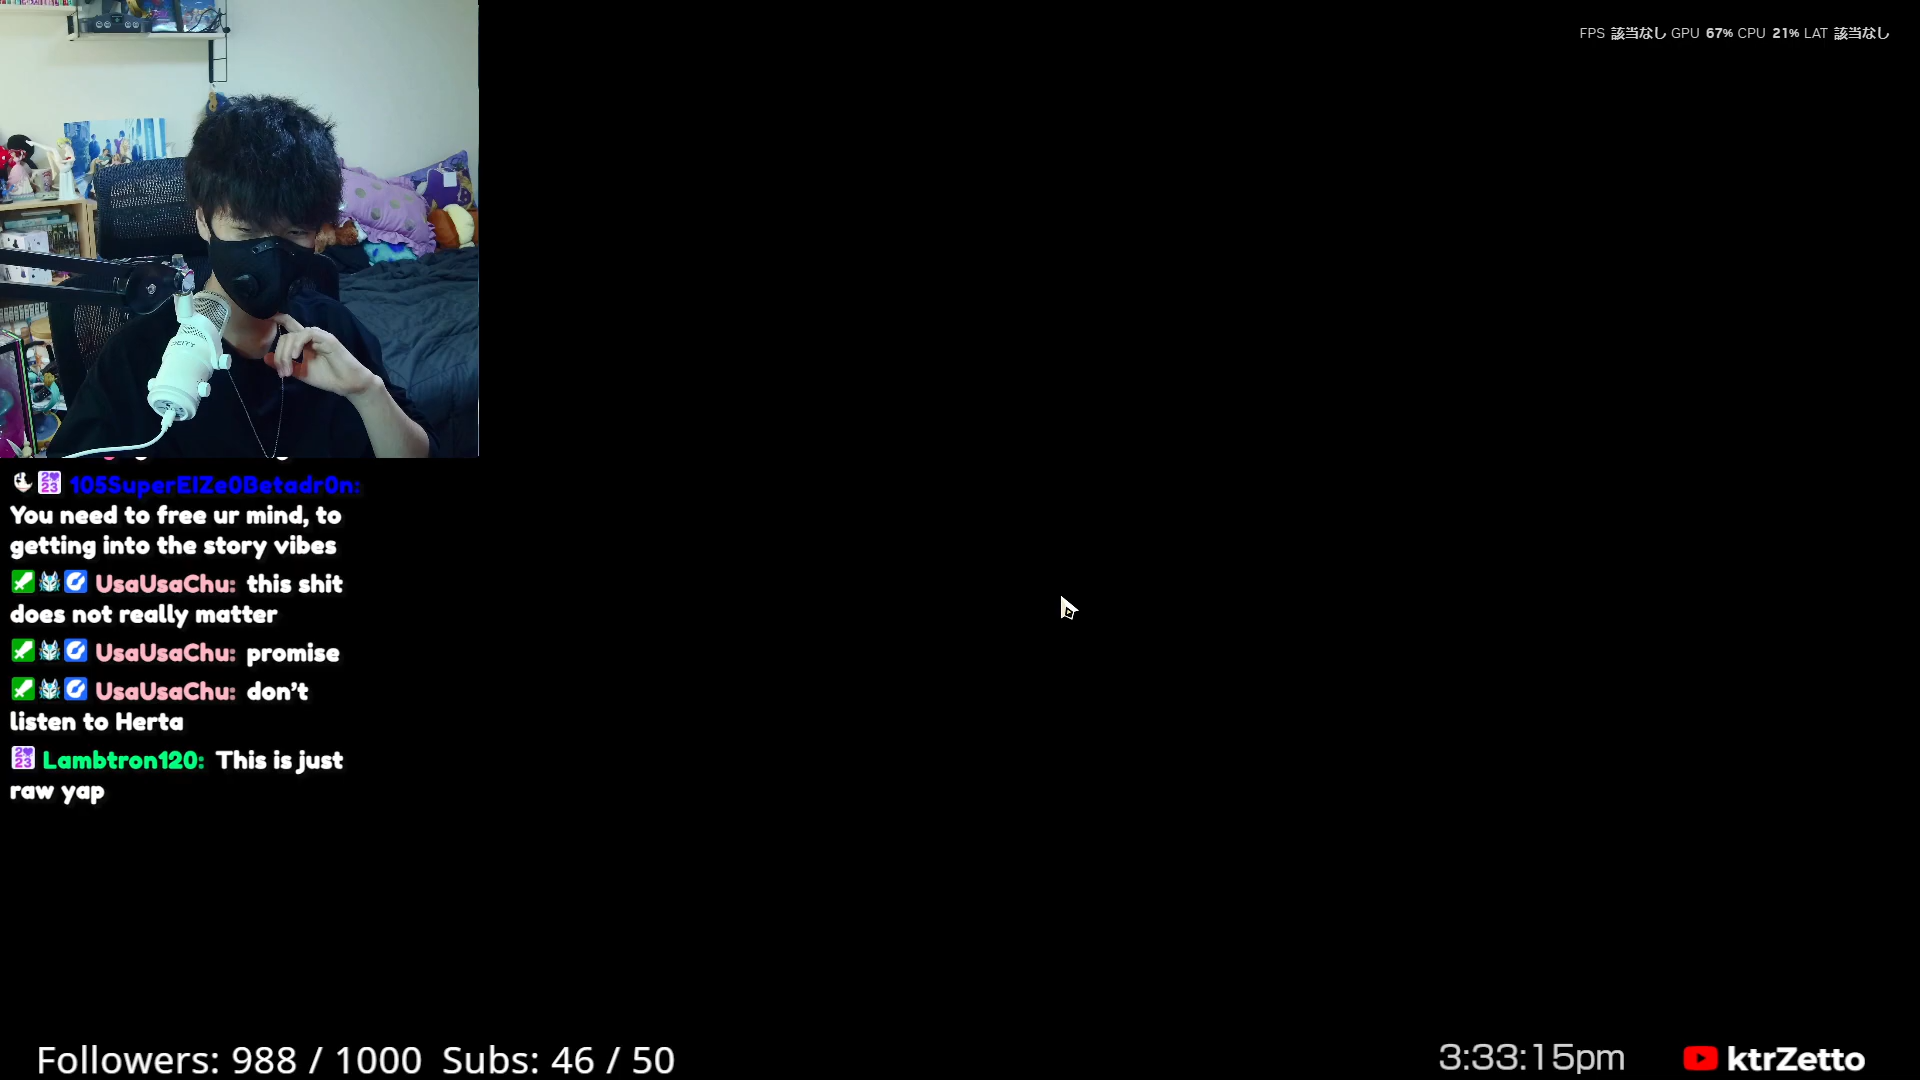 FPS 該当なし GPU 67% CPU 21% LAT 該当なし
105SuperElZe0Betadr0n:
You need to free ur mind, to
getting into the story vibes
UsaUsaChu: this shit
does not really matter
UsaUsaChu: promise
UsaUsaChu: don't
listen to Herta
Lambtron120: This is just
raw yap
Followers: 988 / 1000 Subs: 46 / 50
3:33:15pm
ktrZetto